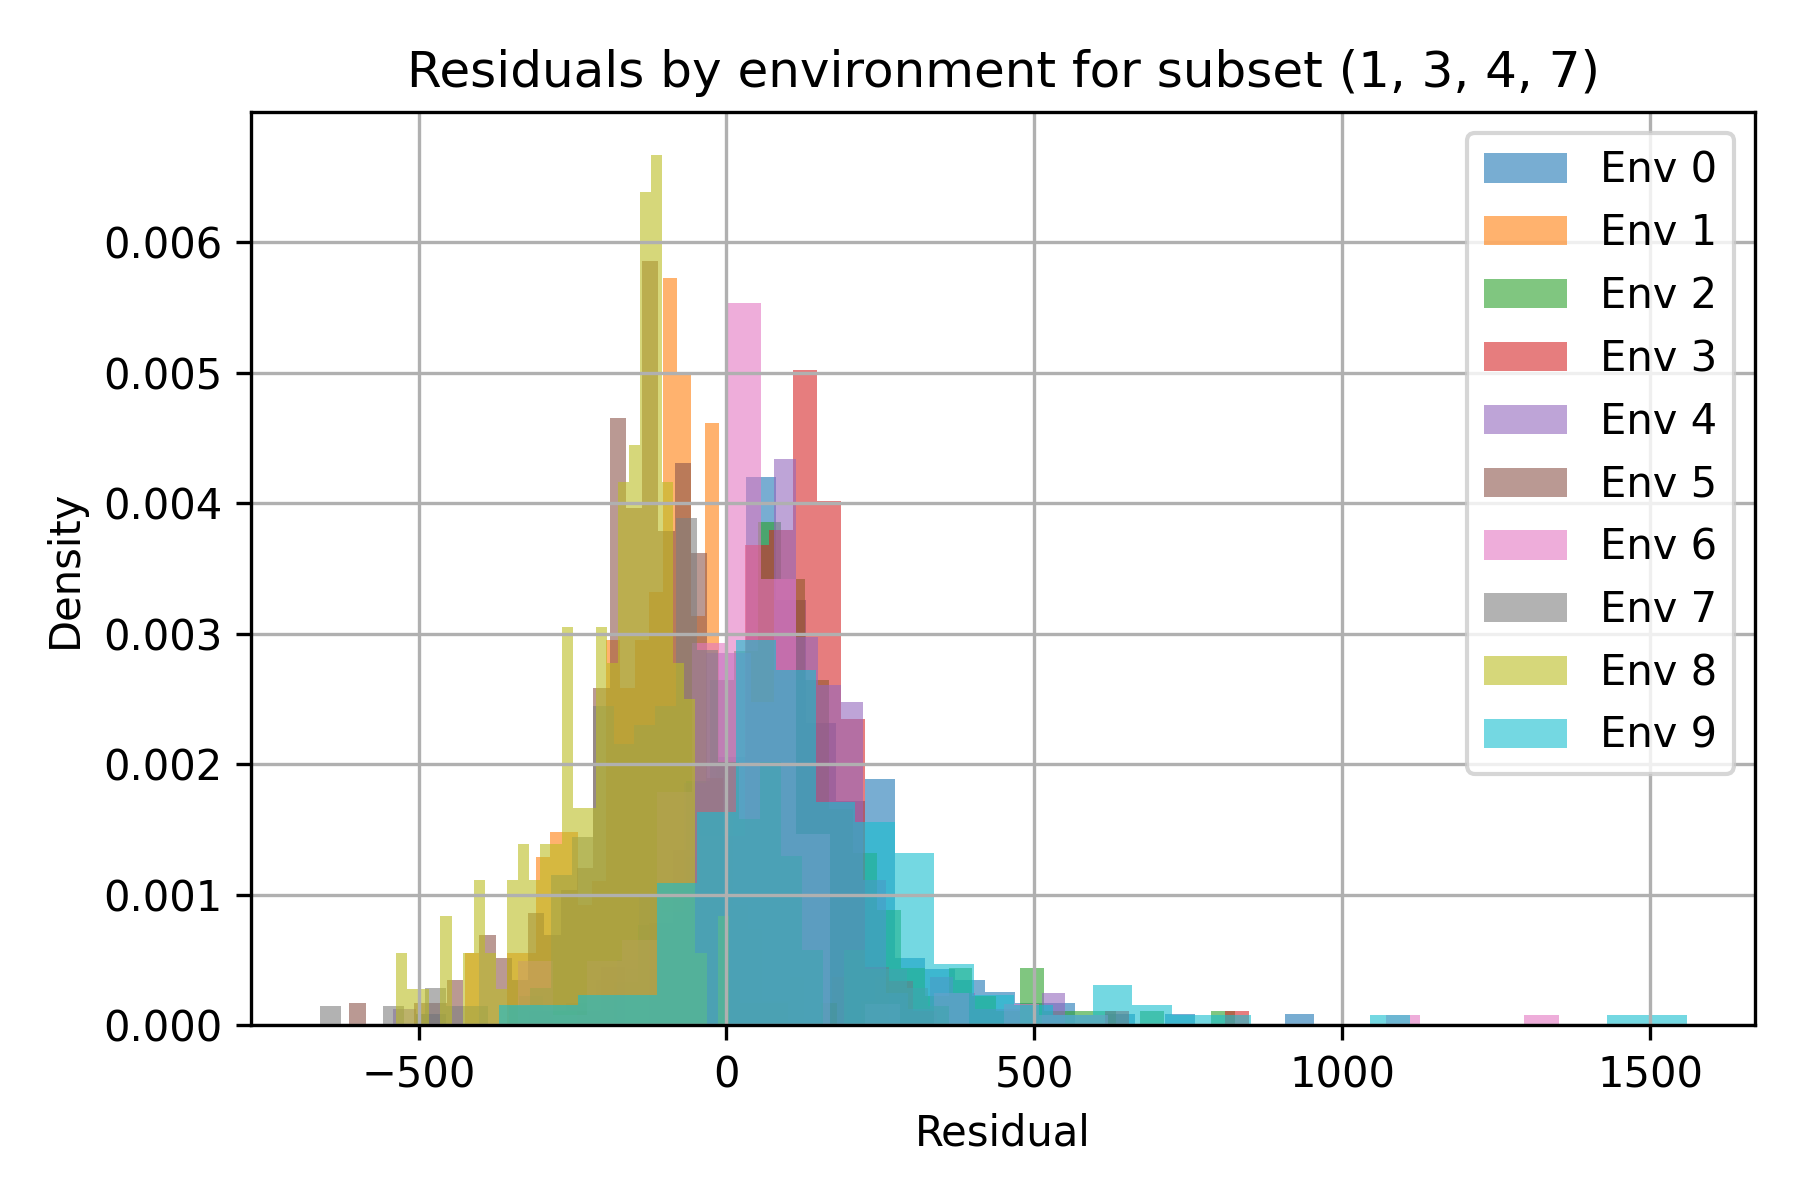 Residuals by environment for subset (1, 3, 4, 7)
Env 0
Env 1
Env 2
Env 3
Env 4
Env 5
Env 6
Env 7
Env 8
Env 9
Density
0.006
0.005
0.004
0.003
0.002
0.001
0.000
−500
0
500
1000
1500
Residual